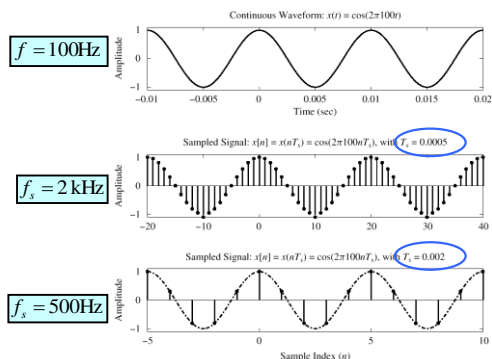 Continuous Waveform: x(t) = cos(2π100t)
f = 100Hz
Amplitude
1
0
−1
−0.01 −0.005 0 0.005 0.01 0.015 0.02
Time (sec)
Sampled Signal: x[n] = x(nTs) = cos(2π100nTs), with Ts = 0.0005
fs = 2 kHz
Amplitude
1
0
−1
−20 −10 0 10 20 30 40
Sampled Signal: x[n] = x(nTs) = cos(2π100nTs), with Ts = 0.002
fs = 500Hz
Amplitude
1
0
−1
−5 0 5 10
Sample Index (n)